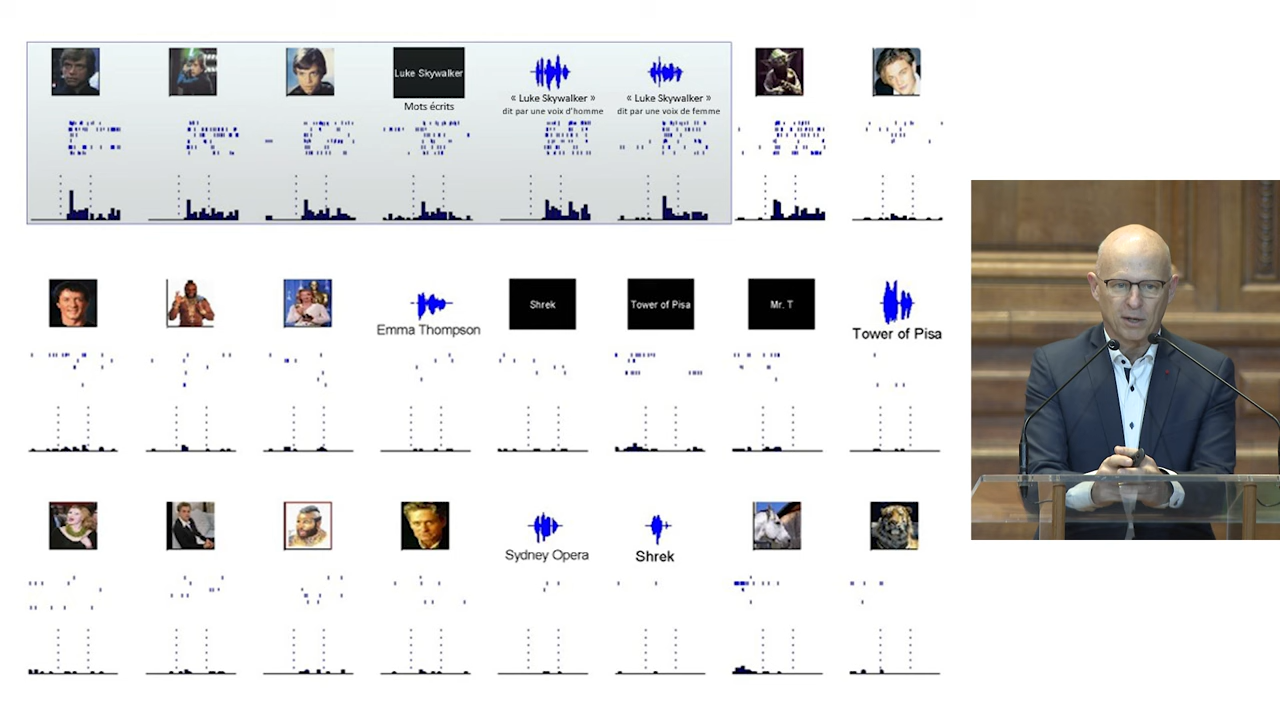 Luke Skywalker
Mots écrits
« Luke Skywalker »
dit par une voix d'homme
« Luke Skywalker »
dit par une voix de femme
Emma Thompson
Shrek
Tower of Pisa
Mr. T
Tower of Pisa
Sydney Opera
Shrek